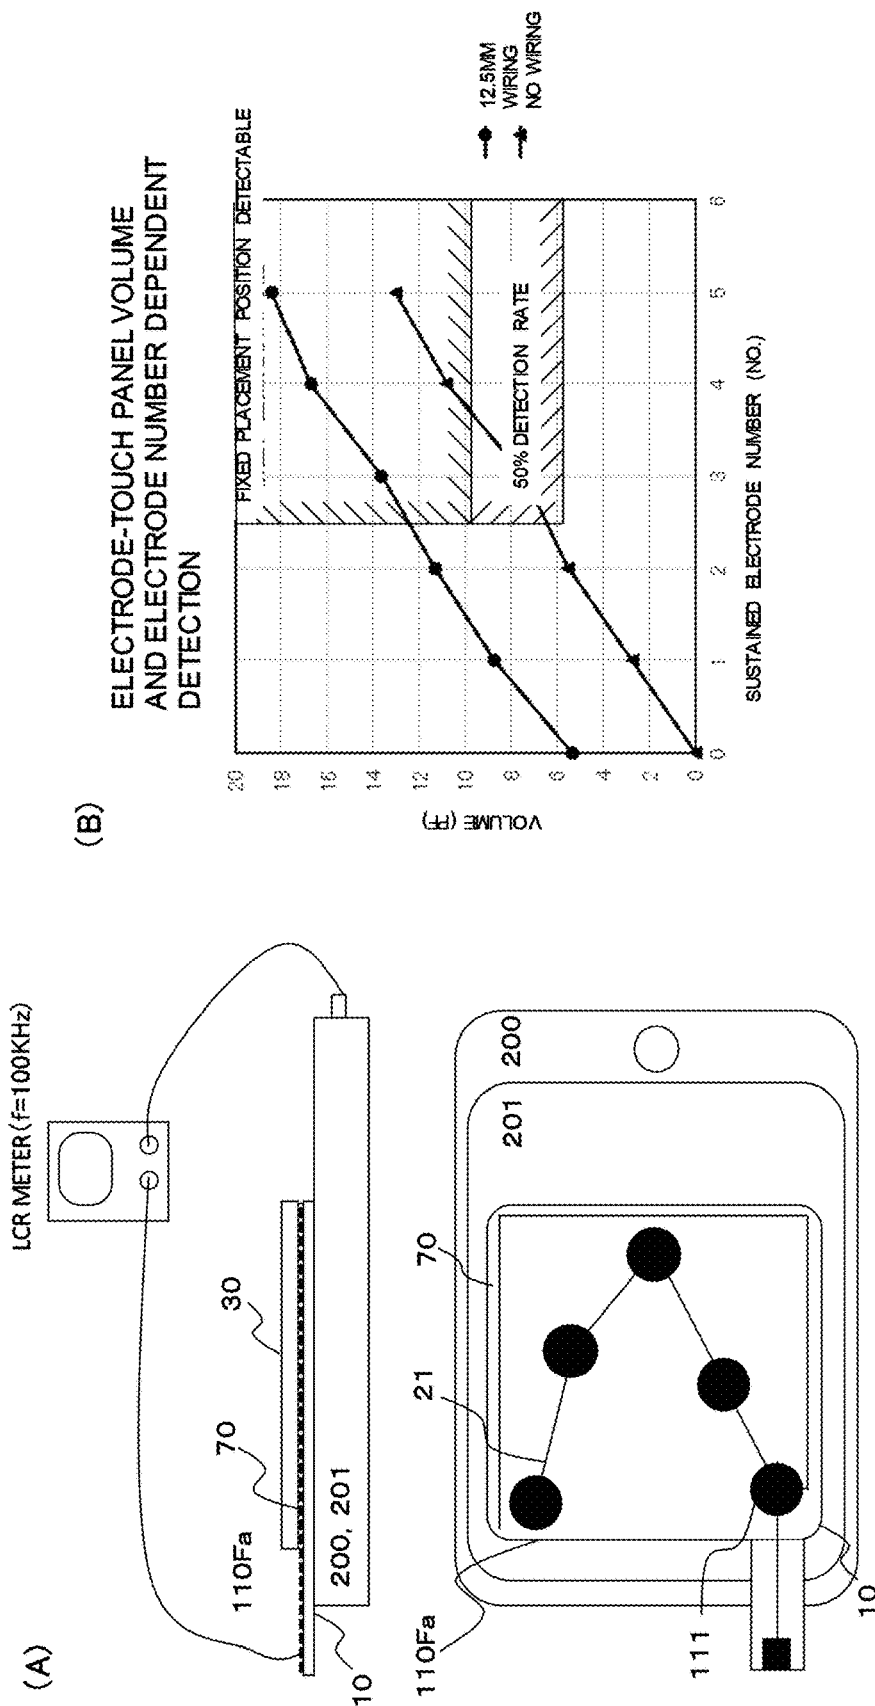 (A)
LCR METER (f=100KHz)
30
70
110Fa
200, 201
10
200
201
70
21
110Fa
111
10
(B)
ELECTRODE-TOUCH PANEL VOLUME
AND ELECTRODE NUMBER DEPENDENT
DETECTION
FIXED PLACEMENT POSITION DETECTABLE
50% DETECTION RATE
12.5MM
WIRING
NO WIRING
VOLUME (PF)
20
18
16
14
12
10
8
6
4
2
0
0
1
2
3
4
5
6
SUSTAINED ELECTRODE NUMBER (NO.)